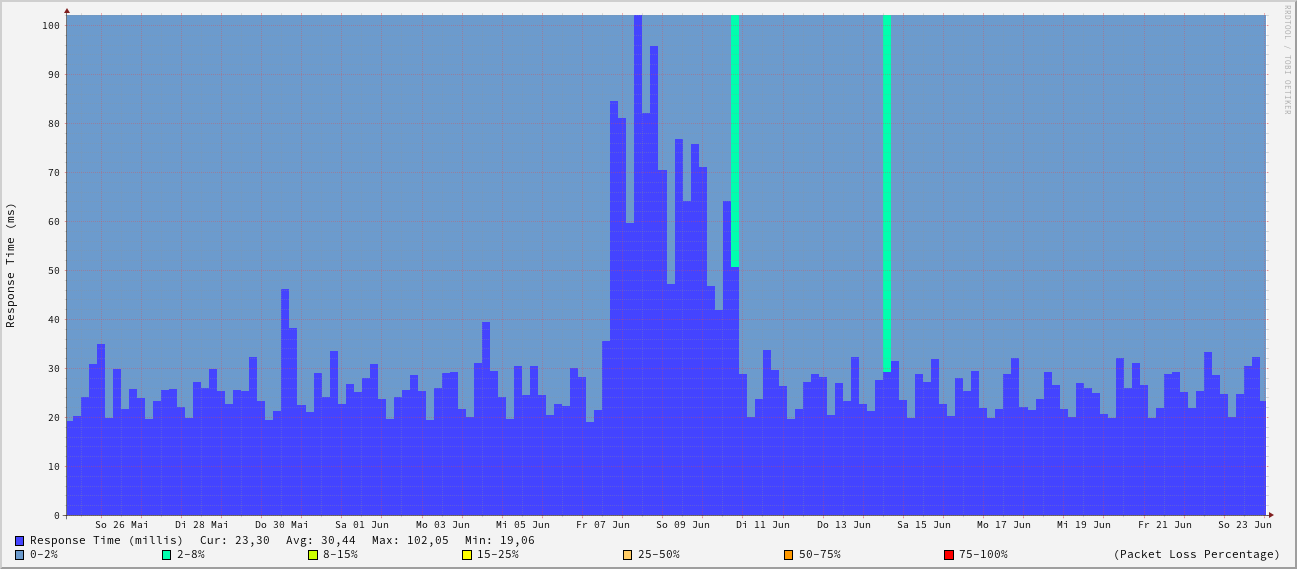 RRDTOOL / TOBI OETIKER
Response Time (ms)
100
90
80
70
60
50
40
30
20
10
0
So 26 Mai Di 28 Mai Do 30 Mai Sa 01 Jun Mo 03 Jun Mi 05 Jun Fr 07 Jun So 09 Jun Di 11 Jun Do 13 Jun Sa 15 Jun Mo 17 Jun Mi 19 Jun Fr 21 Jun So 23 Jun
Response Time (millis) Cur: 23,30 Avg: 30,44 Max: 102,05 Min: 19,06
0-2% 2-8% 8-15% 15-25% 25-50% 50-75% 75-100% (Packet Loss Percentage)